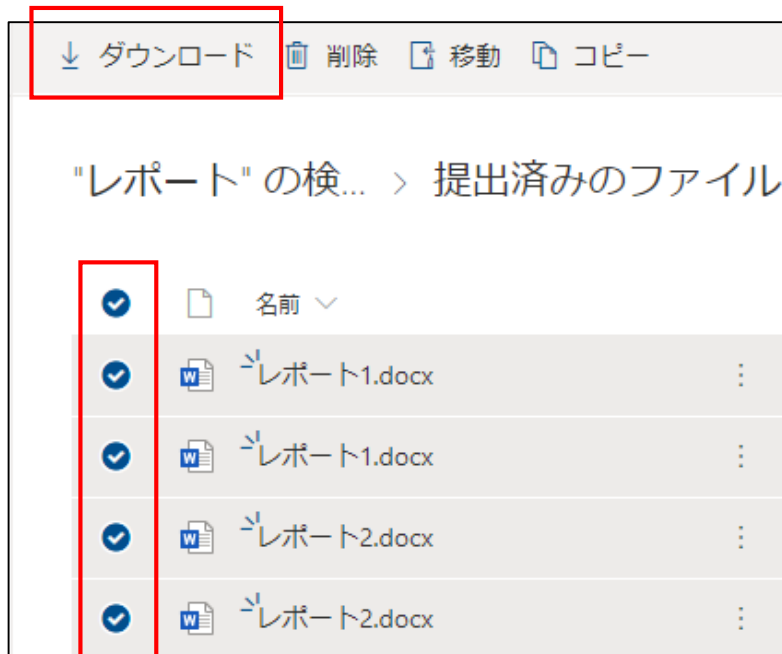 ダウンロード 削除 移動 コピー
"レポート" の検... > 提出済みのファイル
名前
レポート1.docx
レポート1.docx
レポート2.docx
レポート2.docx